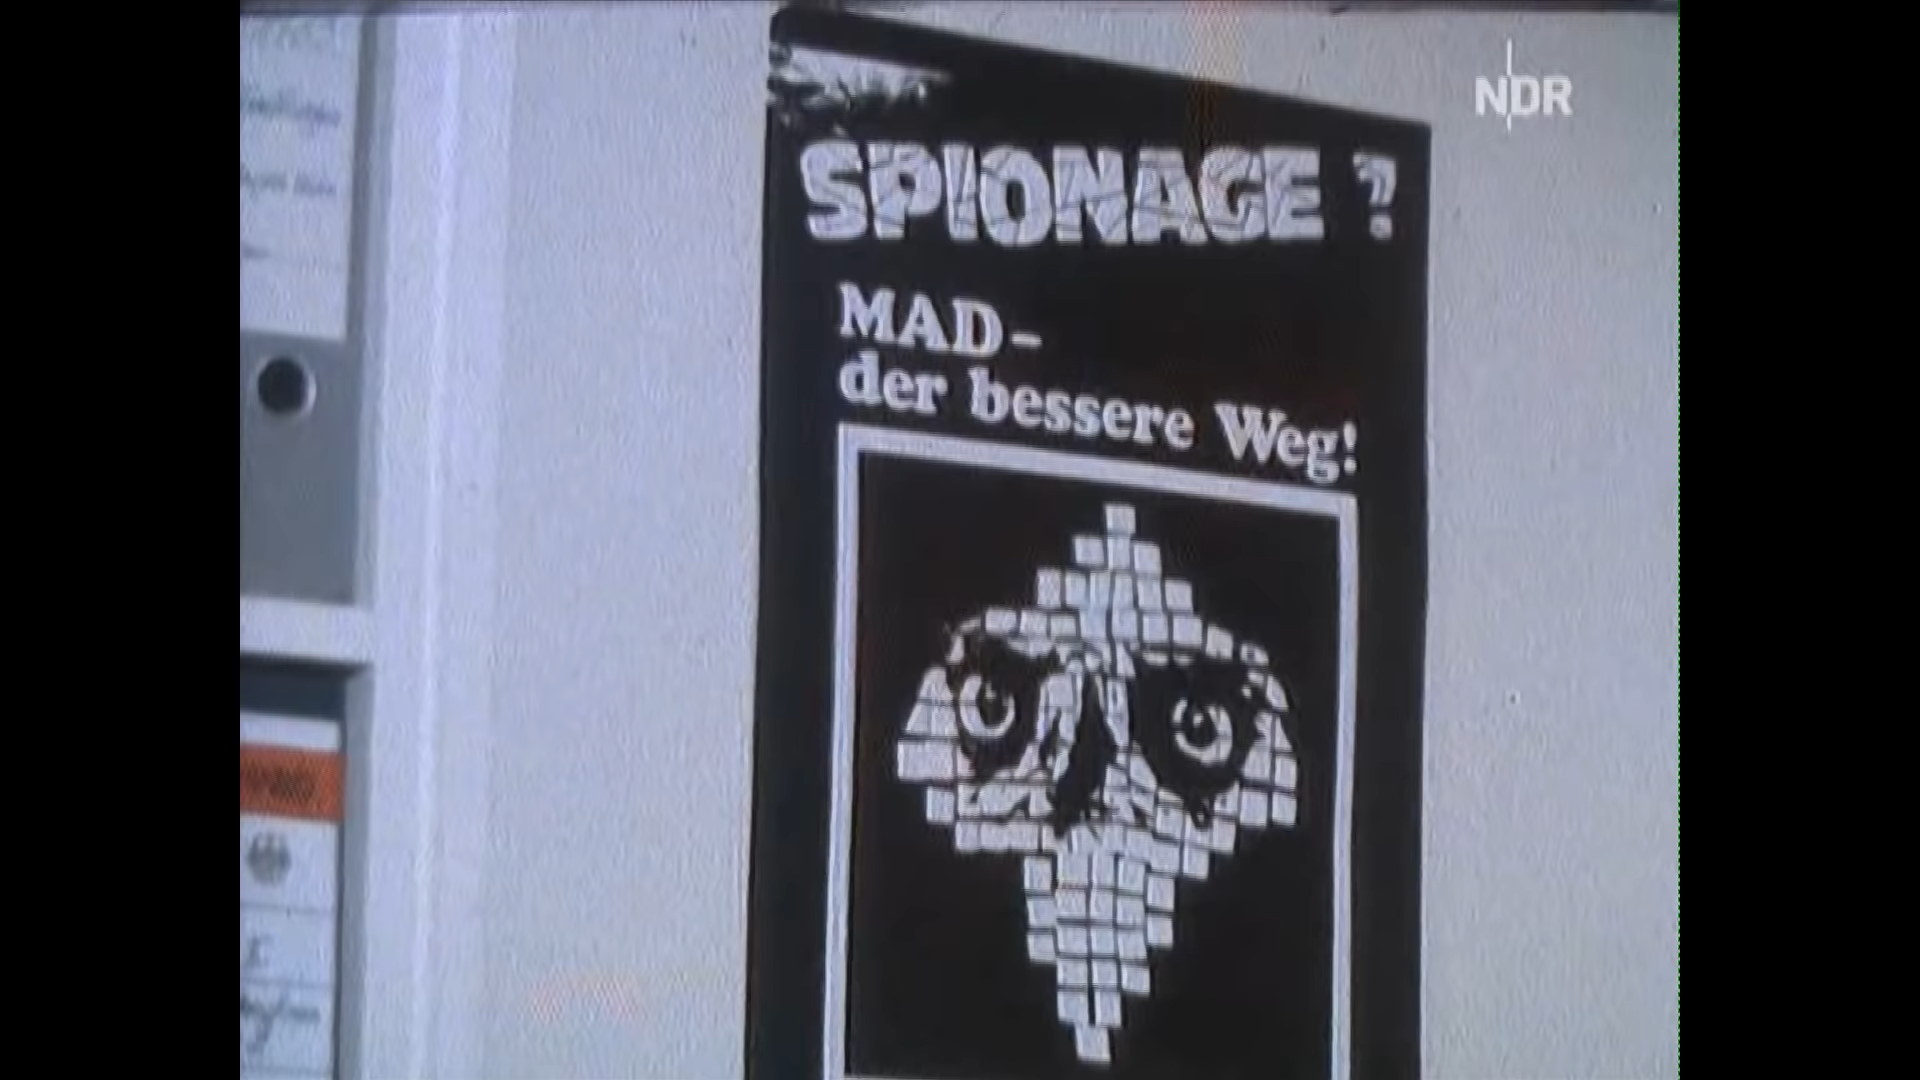 NDR
SPIONAGE ?
MAD –
der bessere Weg!